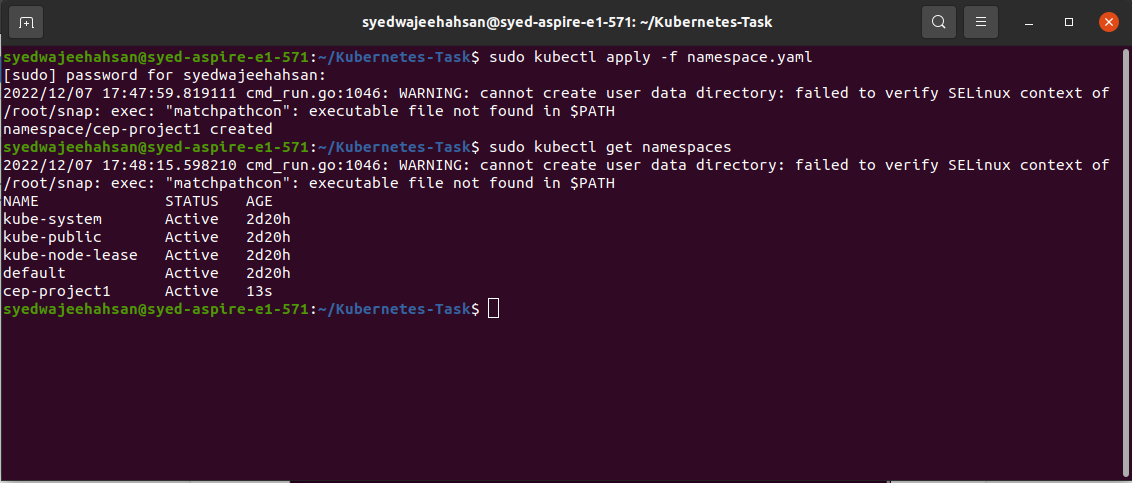 syedwajeehahsan@syed-aspire-e1-571: ~/Kubernetes-Task
syedwajeehahsan@syed-aspire-e1-571:~/Kubernetes-Task$ sudo kubectl apply -f namespace.yaml
[sudo] password for syedwajeehahsan:
2022/12/07 17:47:59.819111 cmd_run.go:1046: WARNING: cannot create user data directory: failed to verify SELinux context of
/root/snap: exec: "matchpathcon": executable file not found in $PATH
namespace/cep-project1 created
syedwajeehahsan@syed-aspire-e1-571:~/Kubernetes-Task$ sudo kubectl get namespaces
2022/12/07 17:48:15.598210 cmd_run.go:1046: WARNING: cannot create user data directory: failed to verify SELinux context of
/root/snap: exec: "matchpathcon": executable file not found in $PATH
NAME              STATUS   AGE
kube-system       Active   2d20h
kube-public       Active   2d20h
kube-node-lease   Active   2d20h
default           Active   2d20h
cep-project1      Active   13s
syedwajeehahsan@syed-aspire-e1-571:~/Kubernetes-Task$